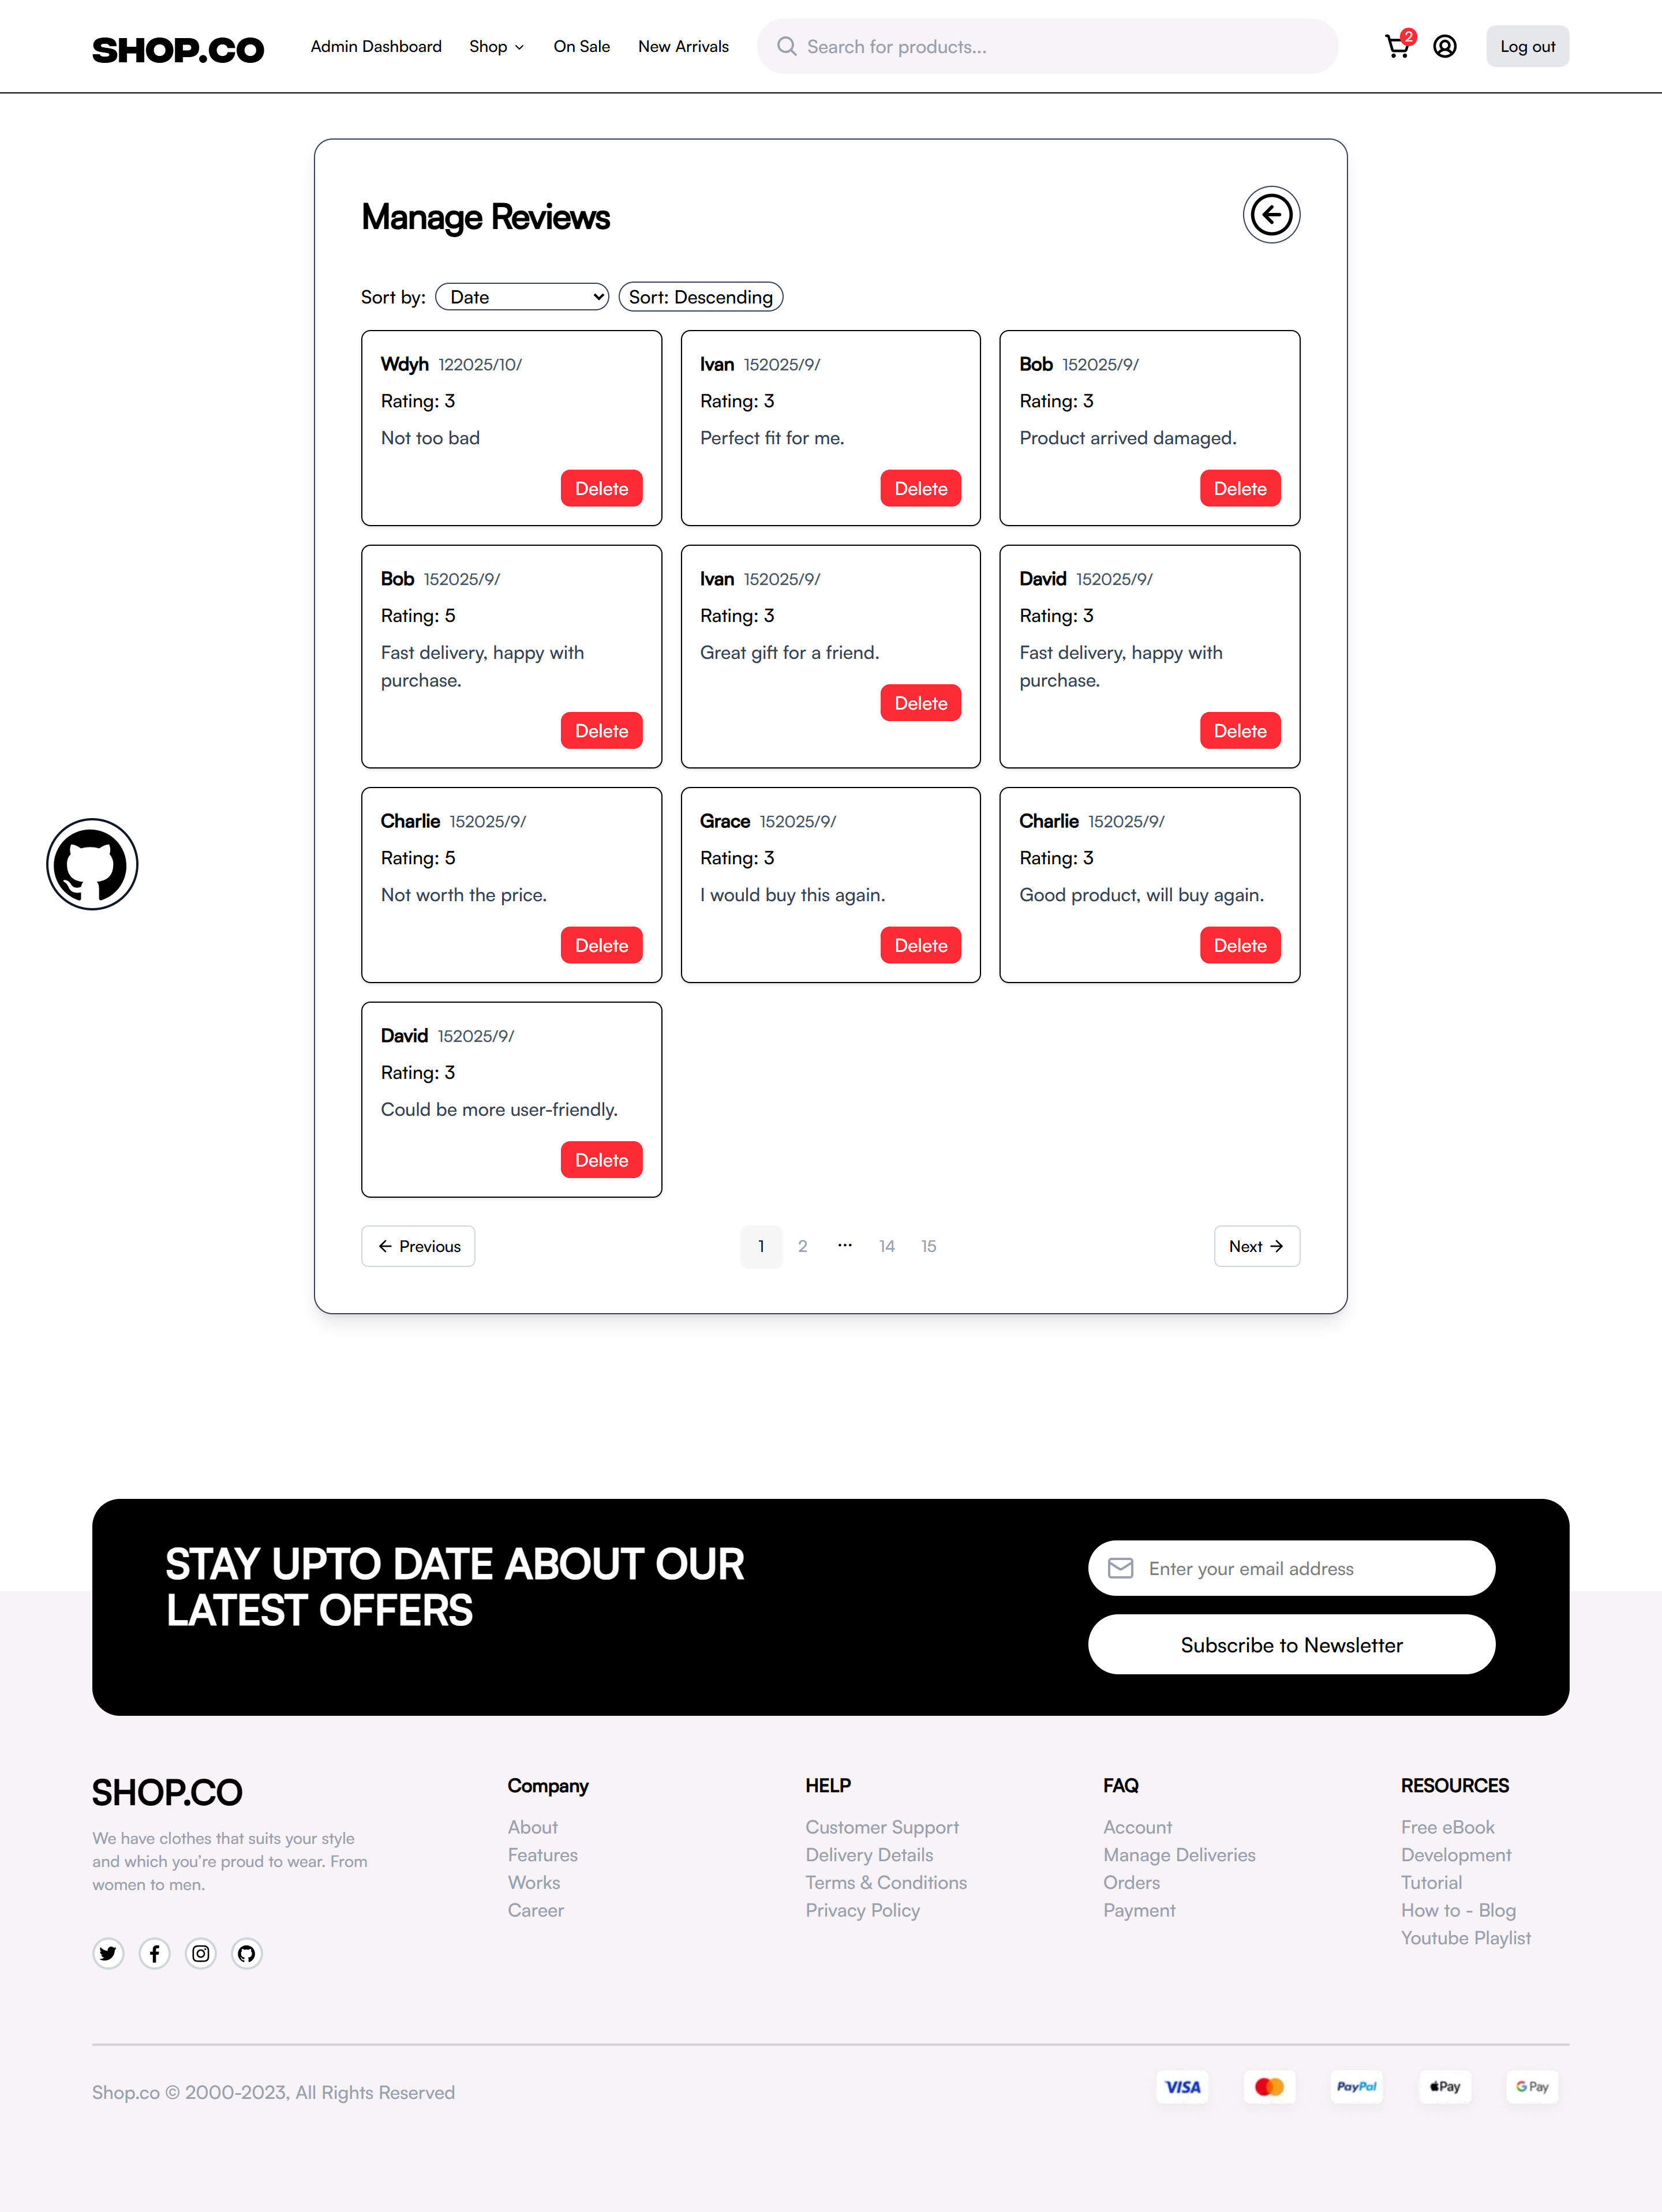 SHOP.CO
Admin Dashboard
Shop
On Sale
New Arrivals
Search for products...
2
Log out
Manage Reviews
Sort by:
Date
Sort: Descending
Wdyh 122025/10/
Rating: 3
Not too bad
Delete
Ivan 152025/9/
Rating: 3
Perfect fit for me.
Delete
Bob 152025/9/
Rating: 3
Product arrived damaged.
Delete
Bob 152025/9/
Rating: 5
Fast delivery, happy with
purchase.
Delete
Ivan 152025/9/
Rating: 3
Great gift for a friend.
Delete
David 152025/9/
Rating: 3
Fast delivery, happy with
purchase.
Delete
Charlie 152025/9/
Rating: 5
Not worth the price.
Delete
Grace 152025/9/
Rating: 3
I would buy this again.
Delete
Charlie 152025/9/
Rating: 3
Good product, will buy again.
Delete
David 152025/9/
Rating: 3
Could be more user-friendly.
Delete
Previous
1
2
...
14
15
Next
STAY UPTO DATE ABOUT OUR
LATEST OFFERS
Enter your email address
Subscribe to Newsletter
SHOP.CO
We have clothes that suits your style
and which you’re proud to wear. From
women to men.
Company
About
Features
Works
Career
HELP
Customer Support
Delivery Details
Terms & Conditions
Privacy Policy
FAQ
Account
Manage Deliveries
Orders
Payment
RESOURCES
Free eBook
Development
Tutorial
How to - Blog
Youtube Playlist
Shop.co © 2000-2023, All Rights Reserved
VISA
PayPal
Pay
G Pay